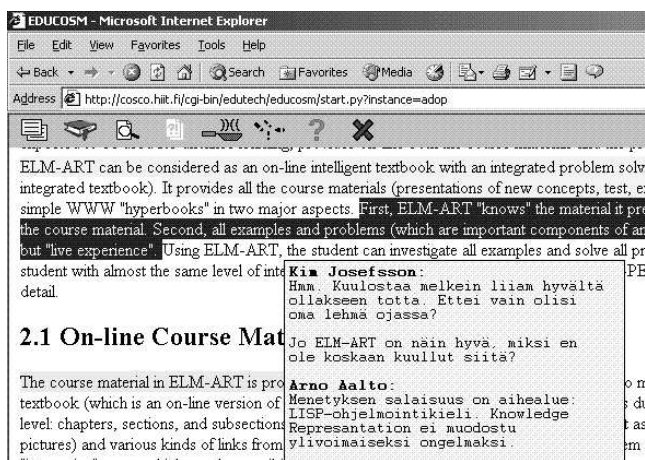 EDUCOSM - Microsoft Internet Explorer
File Edit View Favorites Tools Help
Back Search Favorites Media
Address http://cosco.hiit.fi/cgi-bin/edutech/educosm/start.py?instance=adop
ELM-ART can be considered as an on-line intelligent textbook with an integrated problem solv
integrated textbook). It provides all the course materials (presentations of new concepts, test, e
simple WWW "hyperbooks" in two major aspects. First, ELM-ART "knows" the material it pre
the course material. Second, all examples and problems (which are important components of an
but "live experience". Using ELM-ART, the student can investigate all examples and solve all pr
student with almost the same level of inte
-PE
detail.
Kim Josefsson:
Hmm. Kuulostaa melkein liiam hyvältä
ollakseen totta. Ettei vain olisi
oma lehmä ojassa?
Jo ELM-ART on näin hyvä, miksi en
ole koskaan kuullut siitä?
Arno Aalto:
Menetyksen salaisuus on aihealue:
LISP-ohjelmointikieli. Knowledge
Represantation ei muodostu
ylivoimaiseksi ongelmaksi.
2.1 On-line Course Mat
The course material in ELM-ART is pro
textbook (which is an on-line version of
level: chapters, sections, and subsections
pictures) and various kinds of links from